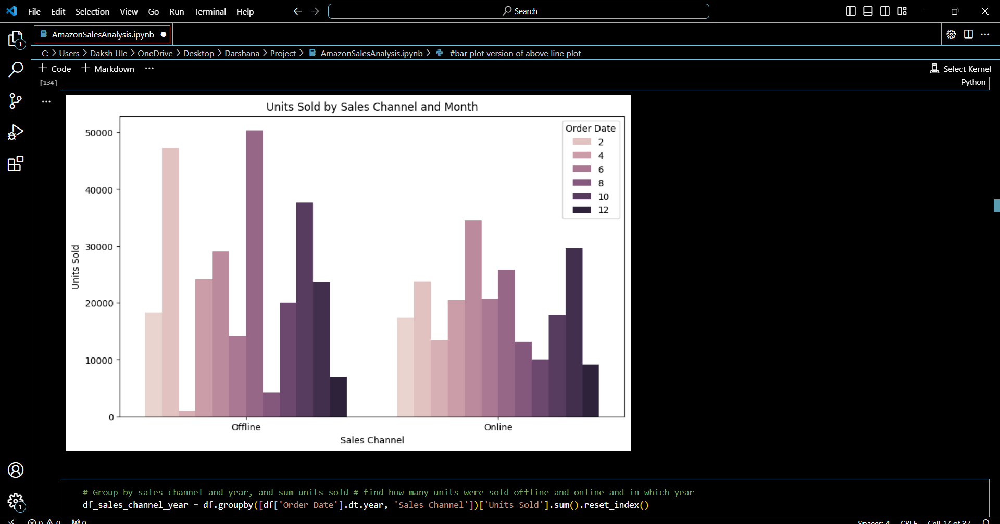 File Edit Selection View Go Run Terminal Help Search
AmazonSalesAnalysis.ipynb
1
C: > Users > Daksh Ule > OneDrive > Desktop > Darshana > Project > AmazonSalesAnalysis.ipynb > #bar plot version of above line plot
+ Code + Markdown ... Select Kernel
[134] Python
...
Units Sold by Sales Channel and Month
Order Date
2
4
6
8
10
12
50000
40000
30000
20000
10000
0
Units Sold
Offline Online
Sales Channel
# Group by sales channel and year, and sum units sold # find how many units were sold offline and online and in which year
df_sales_channel_year = df.groupby([df['Order Date'].dt.year, 'Sales Channel'])['Units Sold'].sum().reset_index()
1
0 0 0 Spaces: 4 CRLF Cell 17 of 37